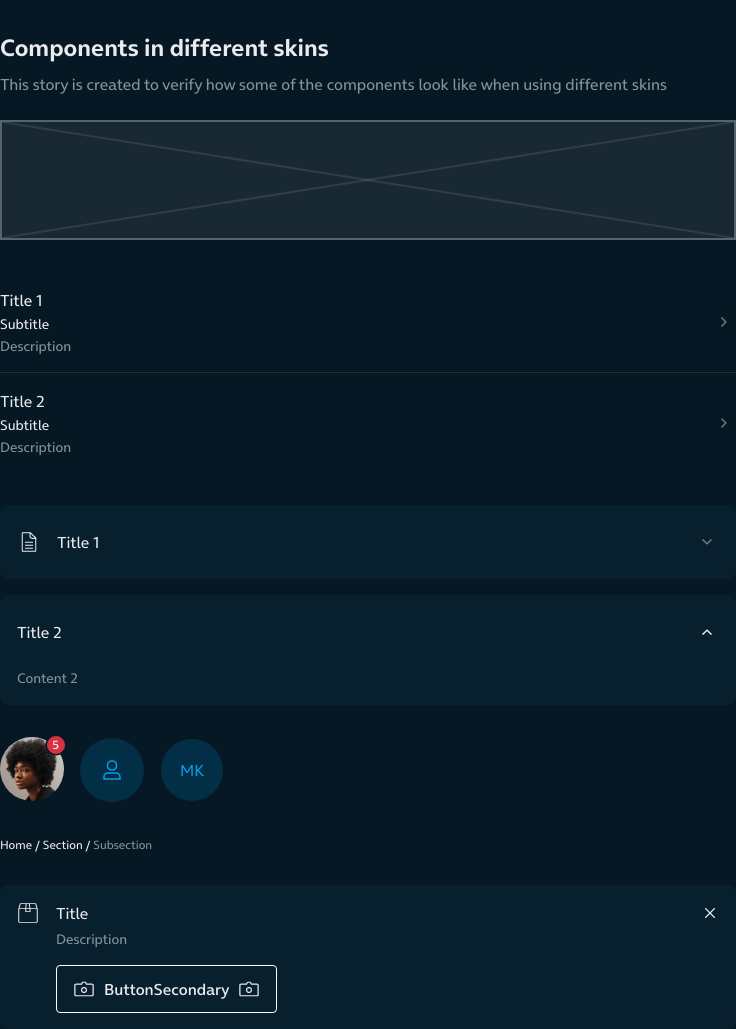 Components in different skins
This story is created to verify how some of the components look like when using different skins
Title 1
Subtitle
Description
Title 2
Subtitle
Description
Title 1
Title 2
Content 2
5
MK
Home / Section / Subsection
Title
Description
ButtonSecondary